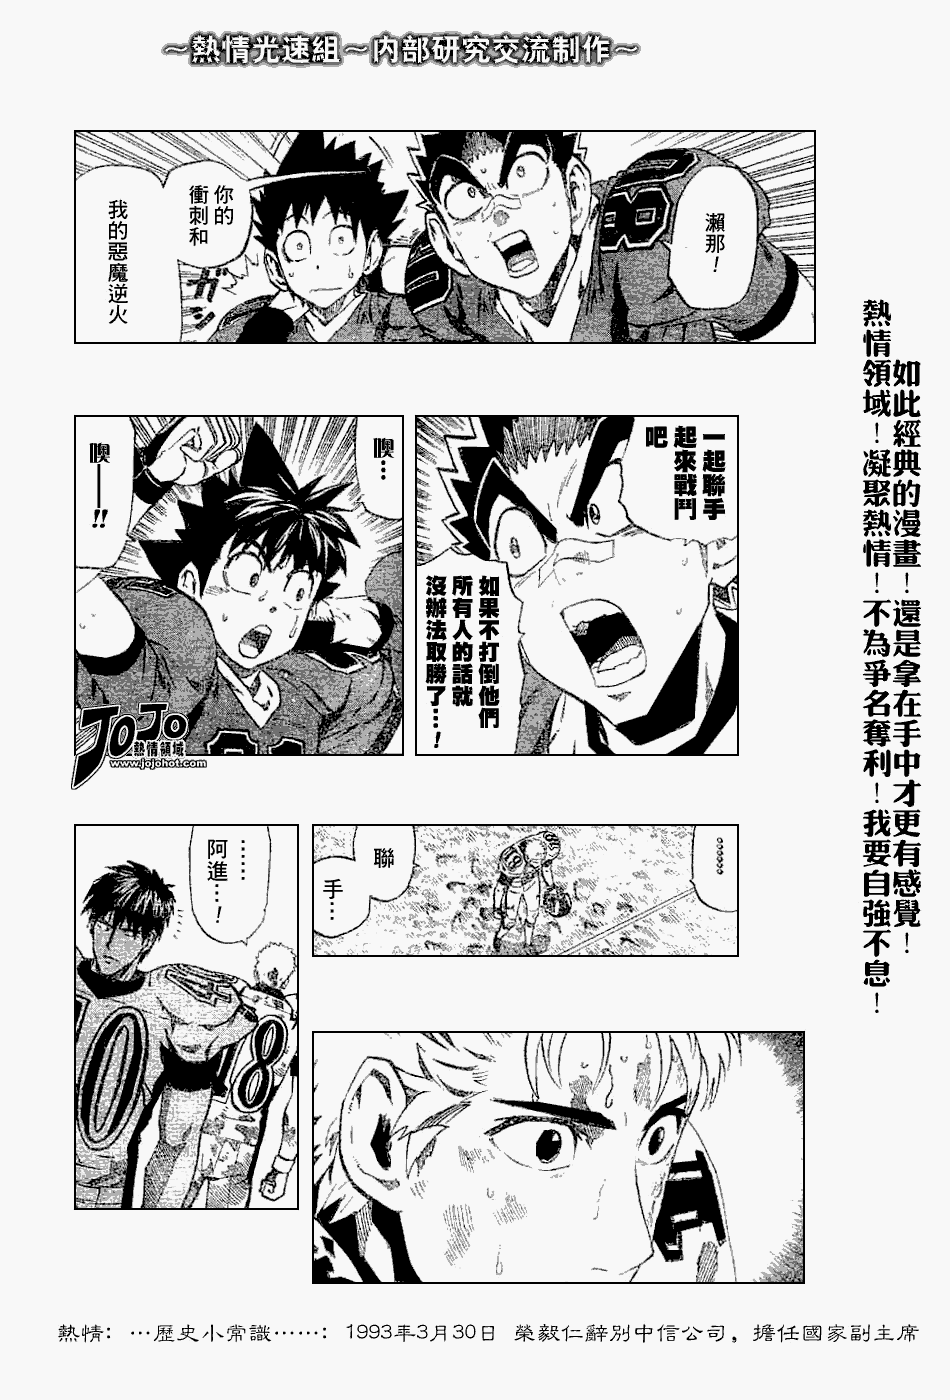 ～熱情光速組～内部研究交流制作～
瀨那！
你的
衝刺和
我的惡魔逆火
ガ
一起聯手
起來戰鬥
吧
如果不打倒他們
所有人的話就
沒辦法取勝了…！
噢…
噢——!!
JOJO
熱情領域
www.jojohot.com
……
聯
手…
……
阿進…！
40
18
如此經典的漫畫！還是拿在手中才更有感覺！
熱情領域！凝聚熱情！不為爭名奪利！我要自強不息！
熱情：…歷史小常識……：1993年3月30日 榮毅仁辭別中信公司，擔任國家副主席